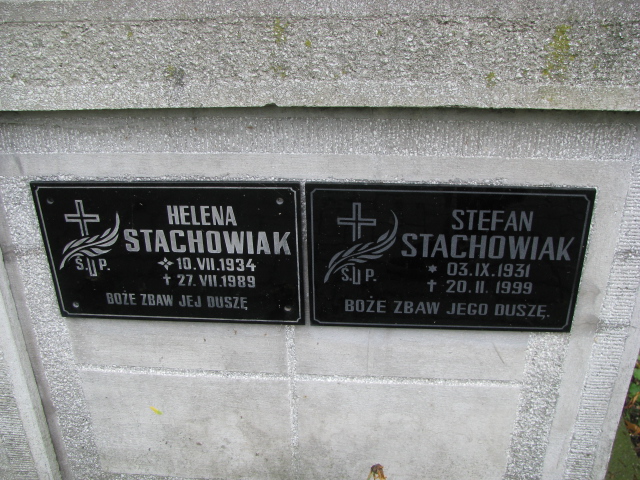 Ś.P.
HELENA
STACHOWIAK
10.VII.1934
† 27.VII.1989
BOŻE ZBAW JEJ DUSZĘ
Ś.P.
STEFAN
STACHOWIAK
* 03.IX.1931
† 20.II.1999
BOŻE ZBAW JEGO DUSZĘ.